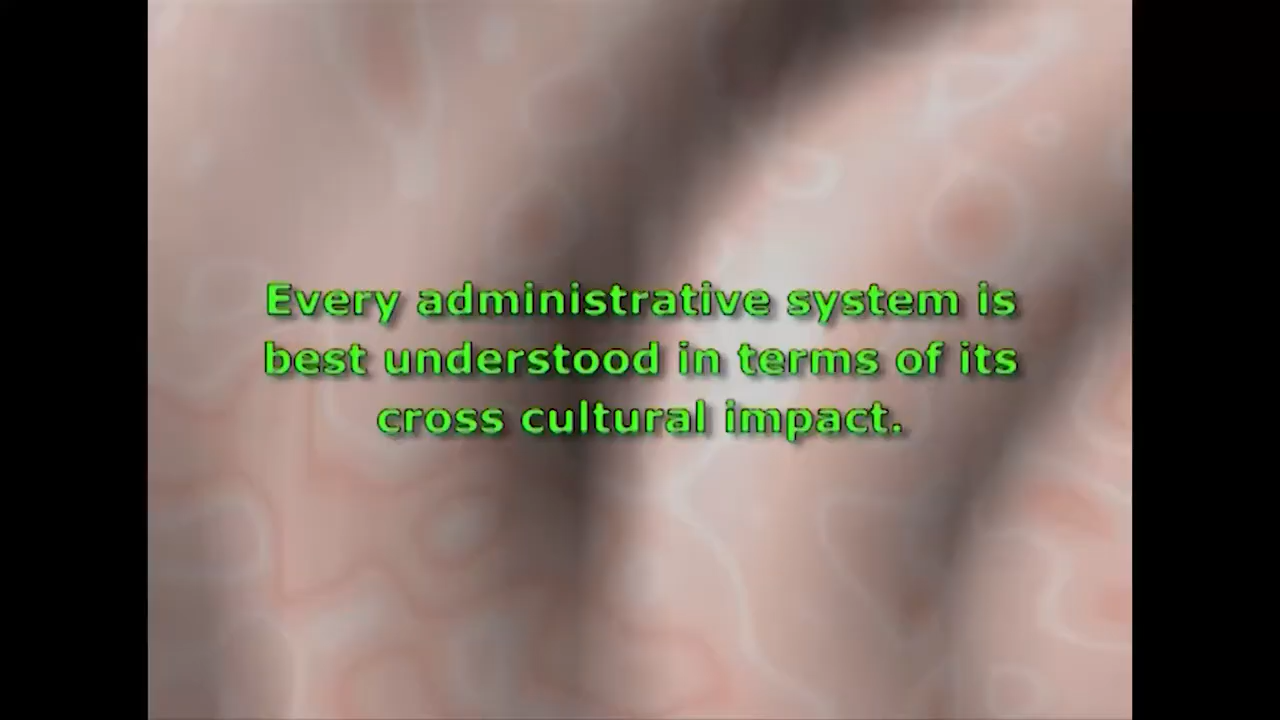 Every administrative system is
best understood in terms of its
cross cultural impact.